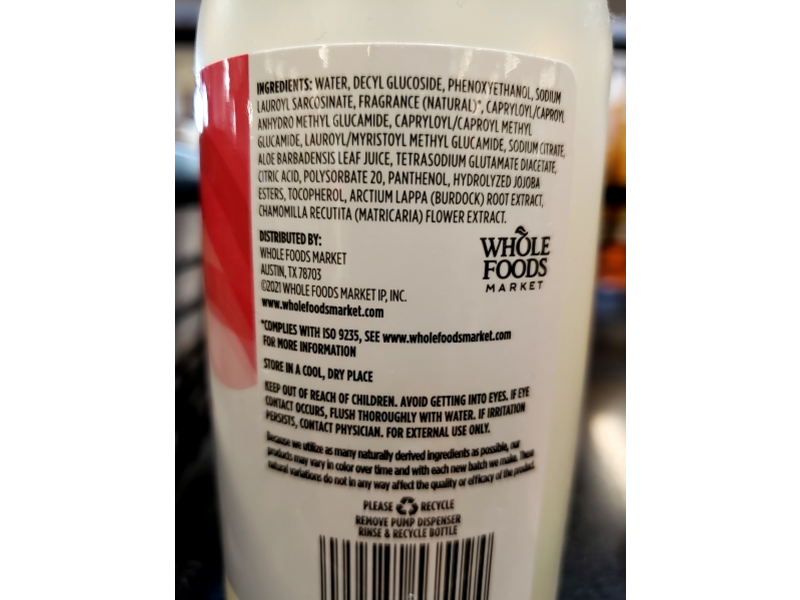 INGREDIENTS: WATER, DECYL GLUCOSIDE, PHENOXYETHANOL, SODIUM
LAUROYL SARCOSINATE, FRAGRANCE (NATURAL)*, CAPRYLOYL/CAPROYL
ANHYDRO METHYL GLUCAMIDE, CAPRYLOYL/CAPROYL METHYL
GLUCAMIDE, LAUROYL/MYRISTOYL METHYL GLUCAMIDE, SODIUM CITRATE,
ALOE BARBADENSIS LEAF JUICE, TETRASODIUM GLUTAMATE DIACETATE,
CITRIC ACID, POLYSORBATE 20, PANTHENOL, HYDROLYZED JOJOBA
ESTERS, TOCOPHEROL, ARCTIUM LAPPA (BURDOCK) ROOT EXTRACT,
CHAMOMILLA RECUTITA (MATRICARIA) FLOWER EXTRACT.
DISTRIBUTED BY:
WHOLE FOODS MARKET
AUSTIN, TX 78703
©2021 WHOLE FOODS MARKET IP, INC.
www.wholefoodsmarket.com
WHOLE
FOODS
MARKET
*COMPLIES WITH ISO 9235, SEE www.wholefoodsmarket.com
FOR MORE INFORMATION
STORE IN A COOL, DRY PLACE
KEEP OUT OF REACH OF CHILDREN. AVOID GETTING INTO EYES. IF EYE
CONTACT OCCURS, FLUSH THOROUGHLY WITH WATER. IF IRRITATION
PERSISTS, CONTACT PHYSICIAN. FOR EXTERNAL USE ONLY.
Because we utilize as many naturally derived ingredients as possible, our
products may vary in color over time and with each new batch we make. These
natural variations do not in any way affect the quality or efficacy of the product.
PLEASE RECYCLE
REMOVE PUMP DISPENSER
RINSE & RECYCLE BOTTLE